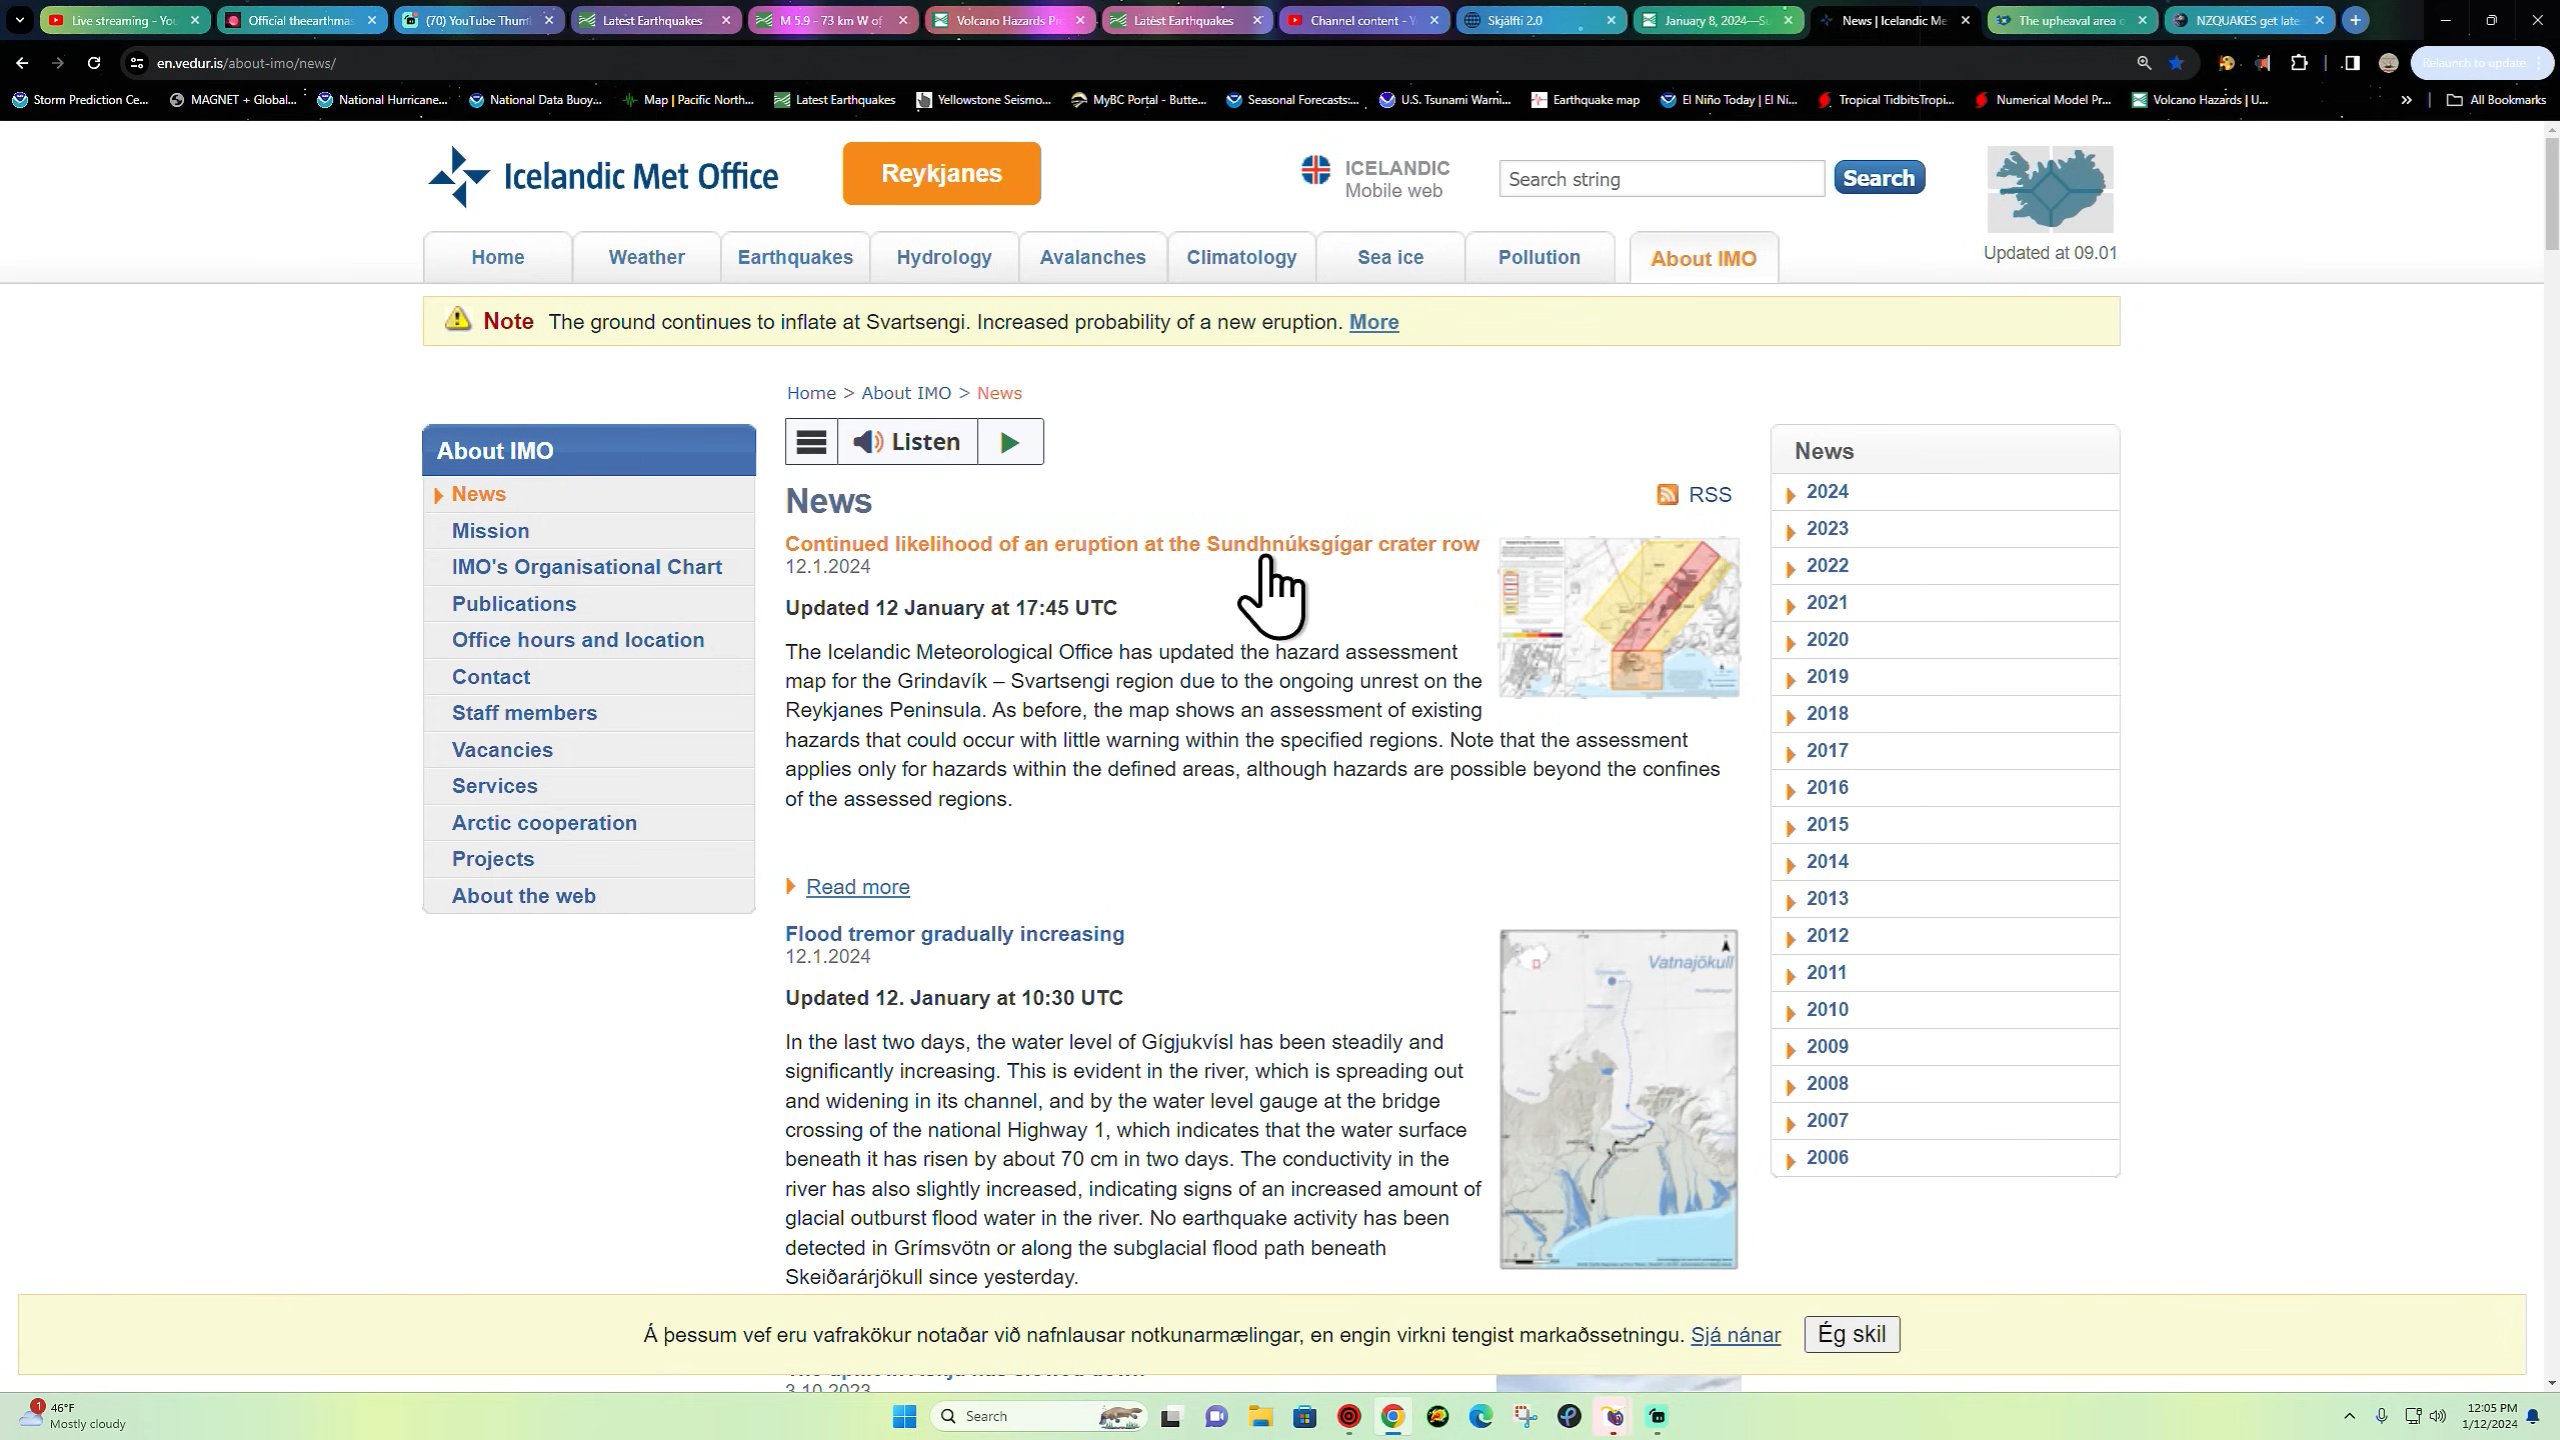 Live streaming - You
Official theearthmas
(70) YouTube Thum
Latest Earthquakes
M 5.9 - 73 km W of
Volcano Hazards Pr
Latest Earthquakes
Channel content - Y
Skjálfti 2.0
January 8, 2024—Su
News | Icelandic Me
The upheaval area o
NZQUAKES get late
en.vedur.is/about-imo/news/
Relaunch to update
Storm Prediction Ce...
MAGNET + Global...
National Hurricane...
National Data Buoy...
Map | Pacific North...
Latest Earthquakes
Yellowstone Seismo...
MyBC Portal - Butte...
Seasonal Forecasts:...
U.S. Tsunami Warni...
Earthquake map
El Niño Today | El Ni...
Tropical TidbitsTropi...
Numerical Model Pr...
Volcano Hazards | U...
All Bookmarks
Icelandic Met Office
Reykjanes
ICELANDIC
Mobile web
Search string
Search
Updated at 09.01
Home
Weather
Earthquakes
Hydrology
Avalanches
Climatology
Sea ice
Pollution
About IMO
Note The ground continues to inflate at Svartsengi. Increased probability of a new eruption. More
Home > About IMO > News
About IMO
News
Mission
IMO's Organisational Chart
Publications
Office hours and location
Contact
Staff members
Vacancies
Services
Arctic cooperation
Projects
About the web
Listen
News
RSS
Continued likelihood of an eruption at the Sundhnúksgígar crater row
12.1.2024
Updated 12 January at 17:45 UTC
The Icelandic Meteorological Office has updated the hazard assessment
map for the Grindavík – Svartsengi region due to the ongoing unrest on the
Reykjanes Peninsula. As before, the map shows an assessment of existing
hazards that could occur with little warning within the specified regions. Note that the assessment
applies only for hazards within the defined areas, although hazards are possible beyond the confines
of the assessed regions.
Read more
Flood tremor gradually increasing
12.1.2024
Updated 12. January at 10:30 UTC
In the last two days, the water level of Gígjukvísl has been steadily and
significantly increasing. This is evident in the river, which is spreading out
and widening in its channel, and by the water level gauge at the bridge
crossing of the national Highway 1, which indicates that the water surface
beneath it has risen by about 70 cm in two days. The conductivity in the
river has also slightly increased, indicating signs of an increased amount of
glacial outburst flood water in the river. No earthquake activity has been
detected in Grímsvötn or along the subglacial flood path beneath
Skeiðarárjökull since yesterday.
Vatnajökull
News
2024
2023
2022
2021
2020
2019
2018
2017
2016
2015
2014
2013
2012
2011
2010
2009
2008
2007
2006
Á þessum vef eru vafrakökur notaðar við nafnlausar notkunarmælingar, en engin virkni tengist markaðssetningu. Sjá nánar
Ég skil
3.10.2023
1
46°F
Mostly cloudy
Search
12:05 PM
1/12/2024